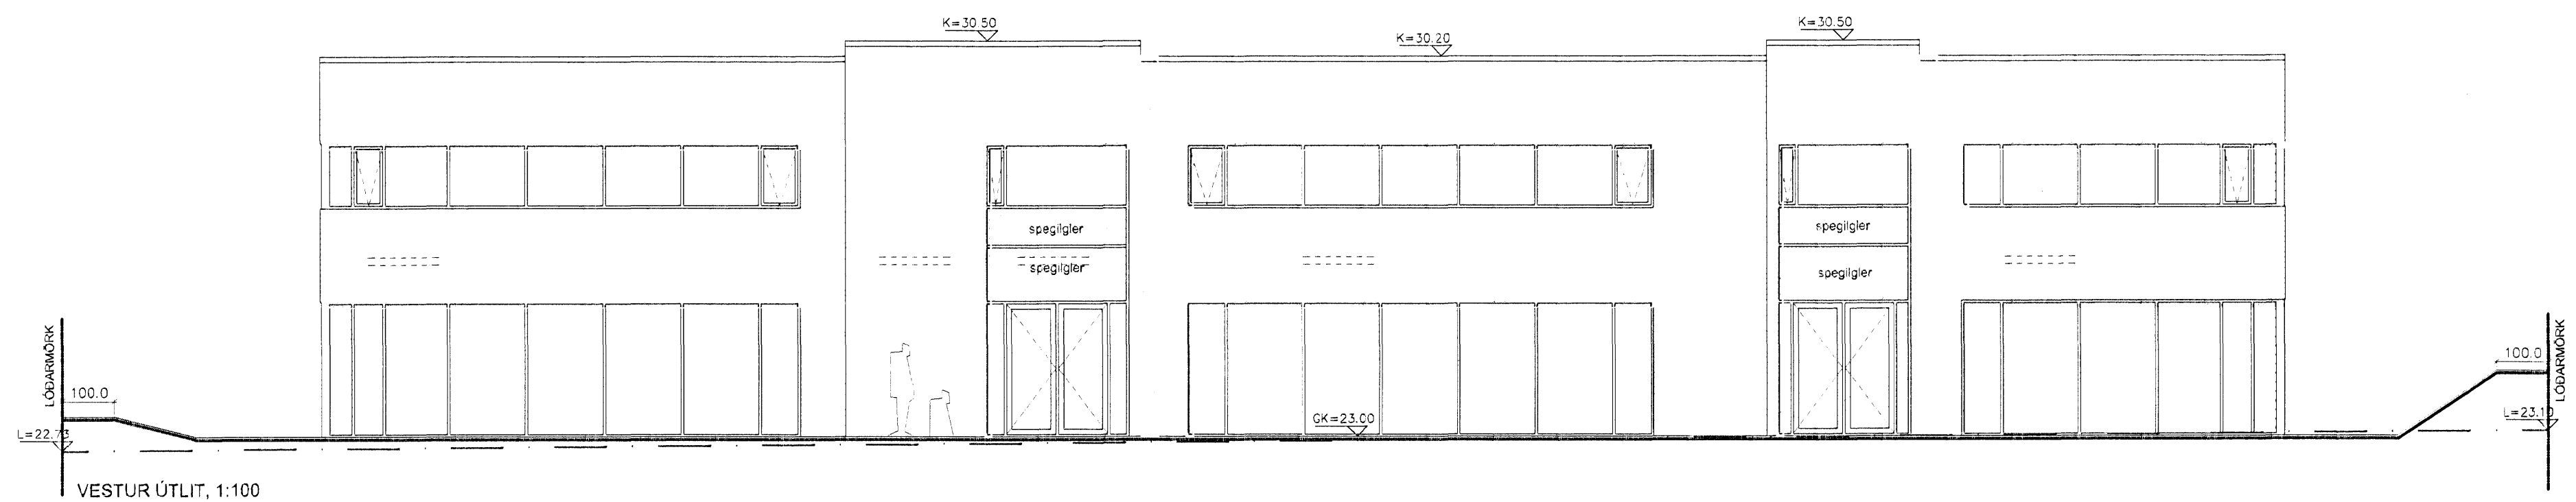 K=30.50
K=30.50
K=30.20
spegilgler
spegilgler
spegilgler
spegilgler
LÓÐARMÖRK
100.0
L=22.73
GK=23.00
100.0
LÓÐARMÖRK
L=23.10
VESTUR ÚTLIT, 1:100